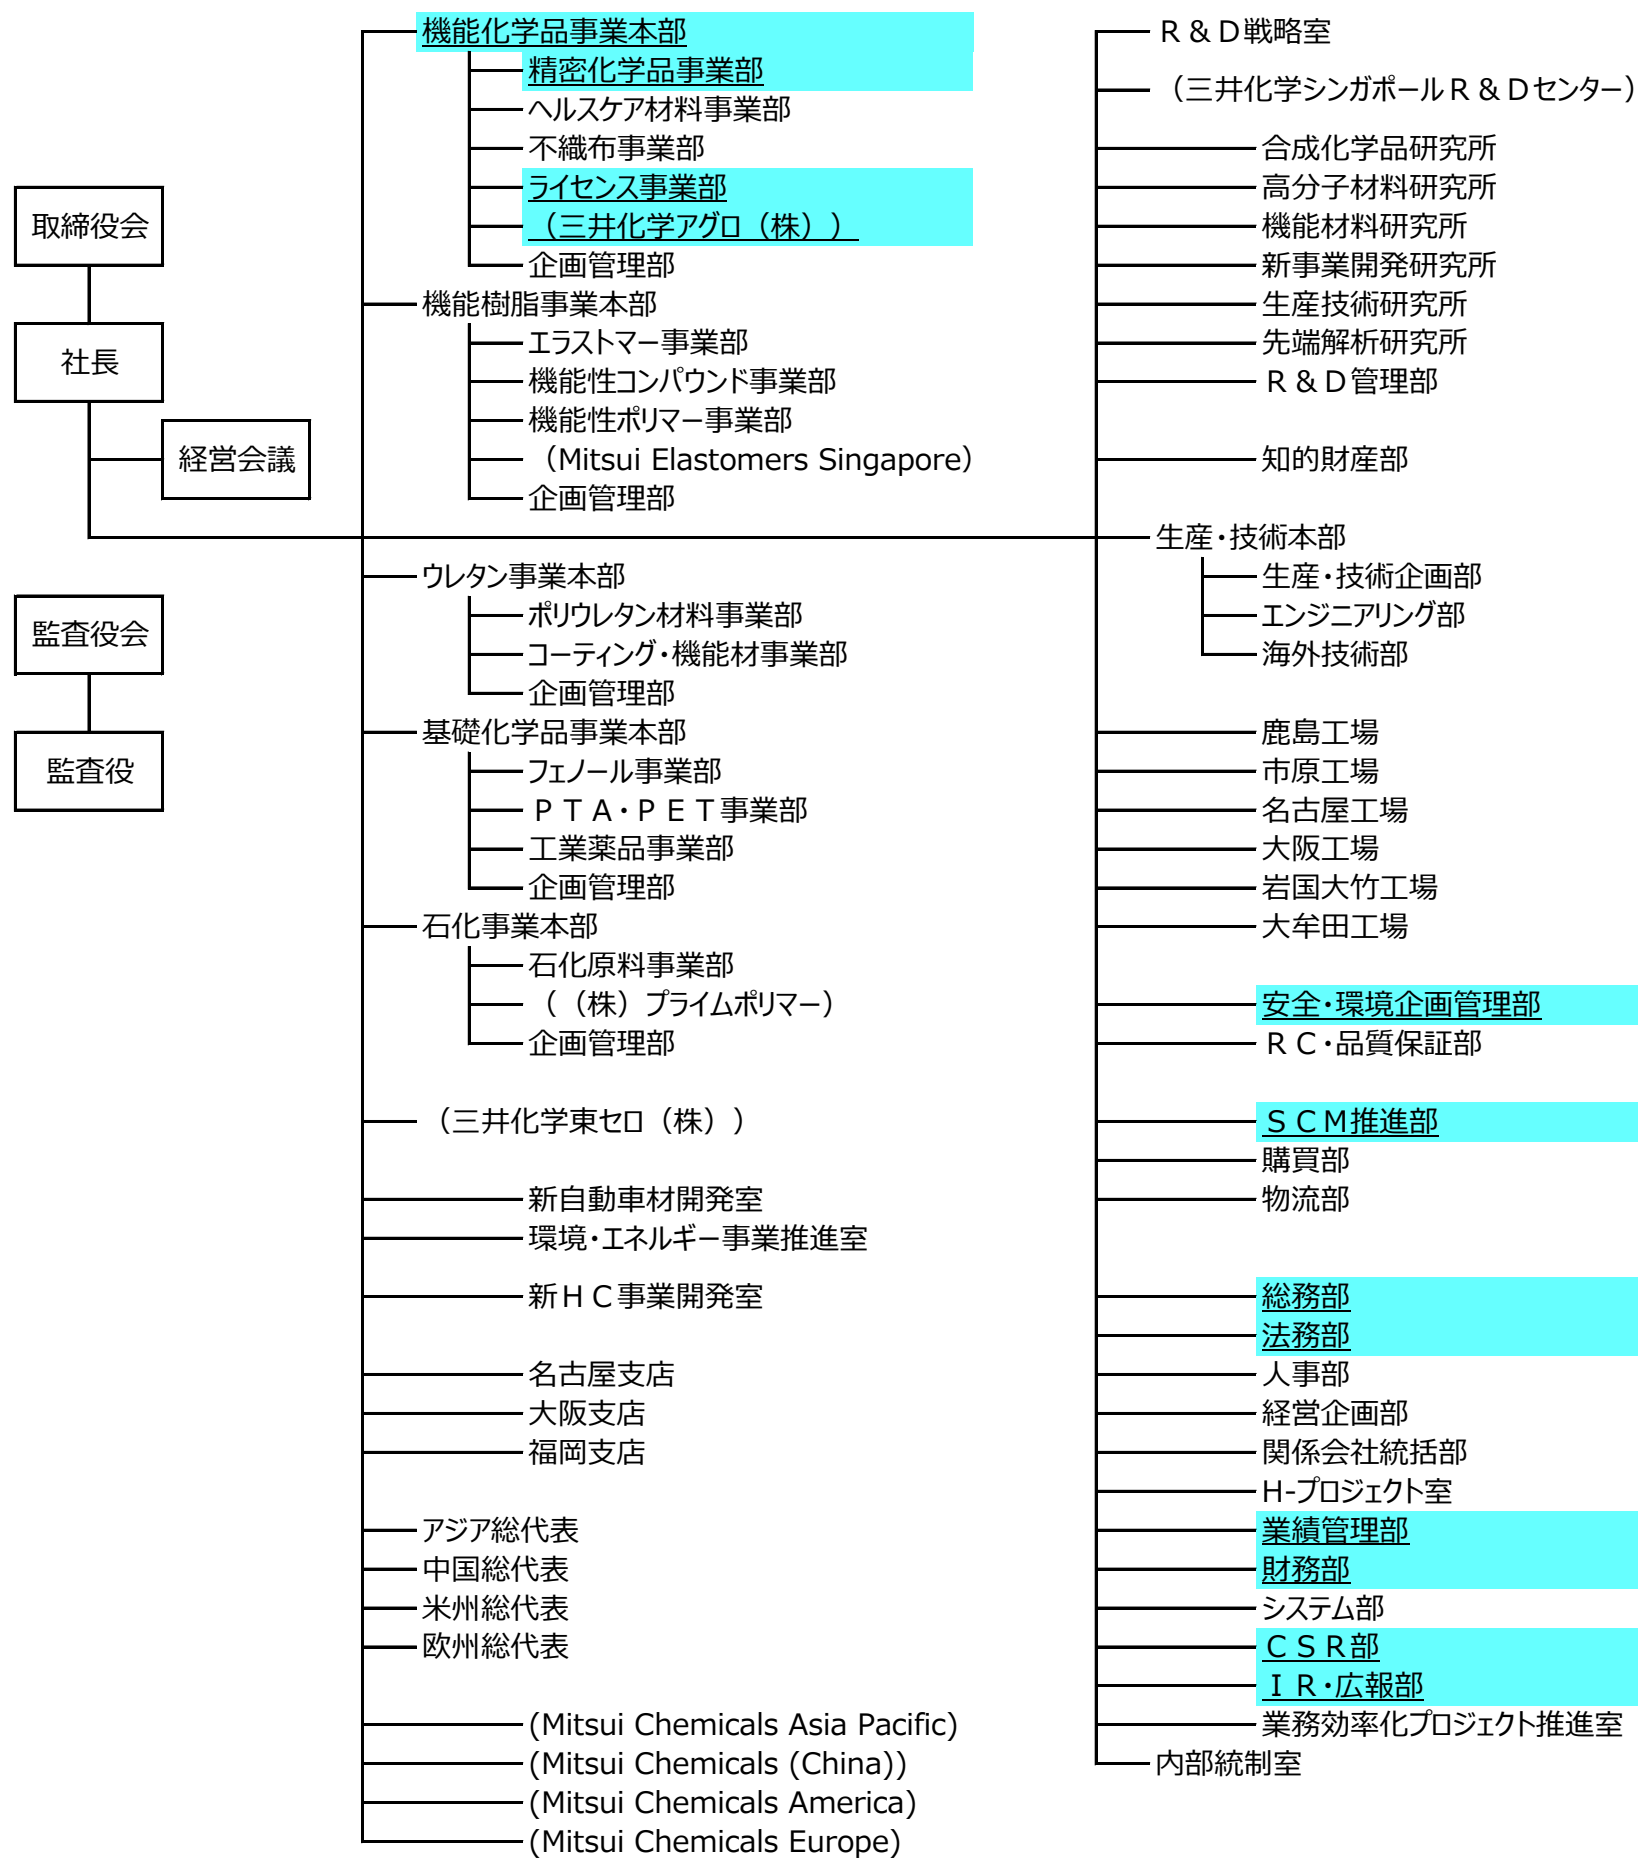 取締役会
社長
経営会議
監査役会
監査役
機能化学品事業本部
精密化学品事業部
ヘルスケア材料事業部
不織布事業部
ライセンス事業部
（三井化学アグロ（株））
企画管理部
機能樹脂事業本部
エラストマー事業部
機能性コンパウンド事業部
機能性ポリマー事業部
（Mitsui Elastomers Singapore）
企画管理部
ウレタン事業本部
ポリウレタン材料事業部
コーティング・機能材事業部
企画管理部
基礎化学品事業本部
フェノール事業部
ＰＴＡ・ＰＥＴ事業部
工業薬品事業部
企画管理部
石化事業本部
石化原料事業部
（（株）プライムポリマー）
企画管理部
（三井化学東セロ（株））
新自動車材開発室
環境・エネルギー事業推進室
新ＨＣ事業開発室
名古屋支店
大阪支店
福岡支店
アジア総代表
中国総代表
米州総代表
欧州総代表
(Mitsui Chemicals Asia Pacific)
(Mitsui Chemicals (China))
(Mitsui Chemicals America)
(Mitsui Chemicals Europe)
Ｒ＆Ｄ戦略室
（三井化学シンガポールＲ＆Ｄセンター）
合成化学品研究所
高分子材料研究所
機能材料研究所
新事業開発研究所
生産技術研究所
先端解析研究所
Ｒ＆Ｄ管理部
知的財産部
生産・技術本部
生産・技術企画部
エンジニアリング部
海外技術部
鹿島工場
市原工場
名古屋工場
大阪工場
岩国大竹工場
大牟田工場
安全・環境企画管理部
ＲＣ・品質保証部
ＳＣＭ推進部
購買部
物流部
総務部
法務部
人事部
経営企画部
関係会社統括部
H-プロジェクト室
業績管理部
財務部
システム部
ＣＳＲ部
ＩＲ・広報部
業務効率化プロジェクト推進室
内部統制室